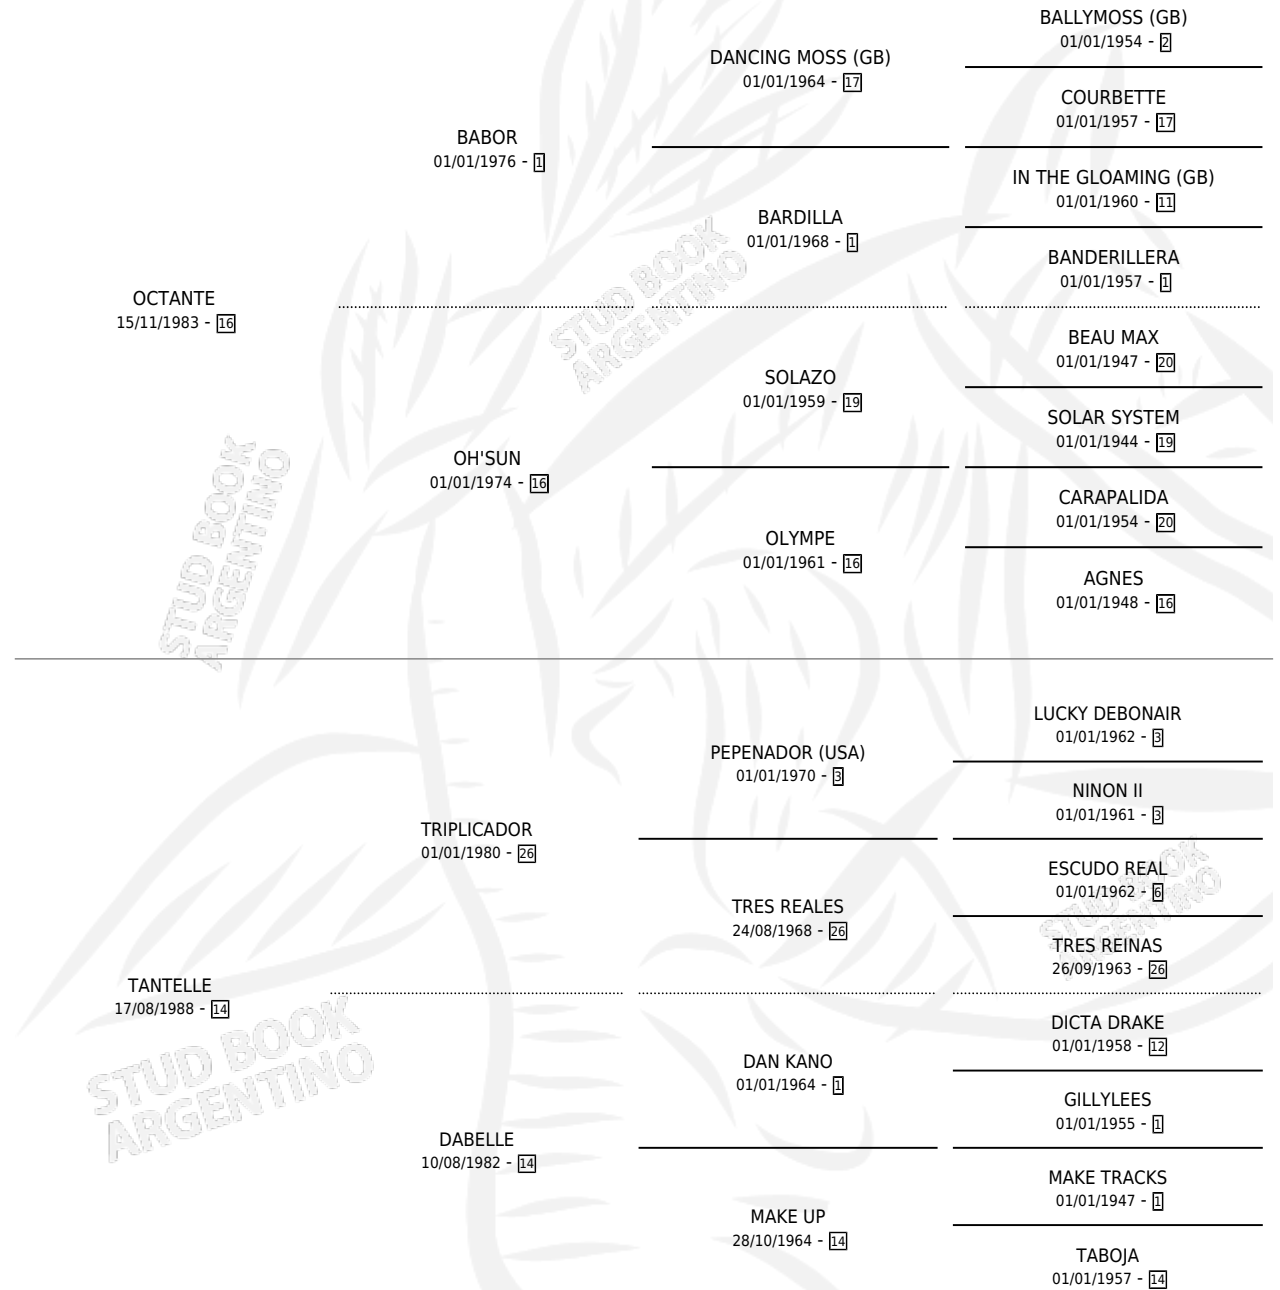 BALLYMOSS (GB)
01/01/1954 - 2
DANCING MOSS (GB)
01/01/1964 - 17
COURBETTE
01/01/1957 - 17
BABOR
01/01/1976 - 1
IN THE GLOAMING (GB)
01/01/1960 - 11
BARDILLA
01/01/1968 - 1
BANDERILLERA
01/01/1957 - 1
OCTANTE
15/11/1983 - 16
BEAU MAX
01/01/1947 - 20
SOLAZO
01/01/1959 - 19
SOLAR SYSTEM
01/01/1944 - 19
OH'SUN
01/01/1974 - 16
CARAPALIDA
01/01/1954 - 20
OLYMPE
01/01/1961 - 16
AGNES
01/01/1948 - 16
LUCKY DEBONAIR
01/01/1962 - 3
PEPENADOR (USA)
01/01/1970 - 3
NINON II
01/01/1961 - 3
TRIPLICADOR
01/01/1980 - 26
ESCUDO REAL
01/01/1962 - 6
TRES REALES
24/08/1968 - 26
TRES REINAS
26/09/1963 - 26
TANTELLE
17/08/1988 - 14
DICTA DRAKE
01/01/1958 - 12
DAN KANO
01/01/1964 - 1
GILLYLEES
01/01/1955 - 1
DABELLE
10/08/1982 - 14
MAKE TRACKS
01/01/1947 - 1
MAKE UP
28/10/1964 - 14
TABOJA
01/01/1957 - 14
STUD BOOK
ARGENTINO
STUD BOOK
ARGENTINO
STUD BOOK
ARGENTINO
STUD BOOK
ARGENTINO